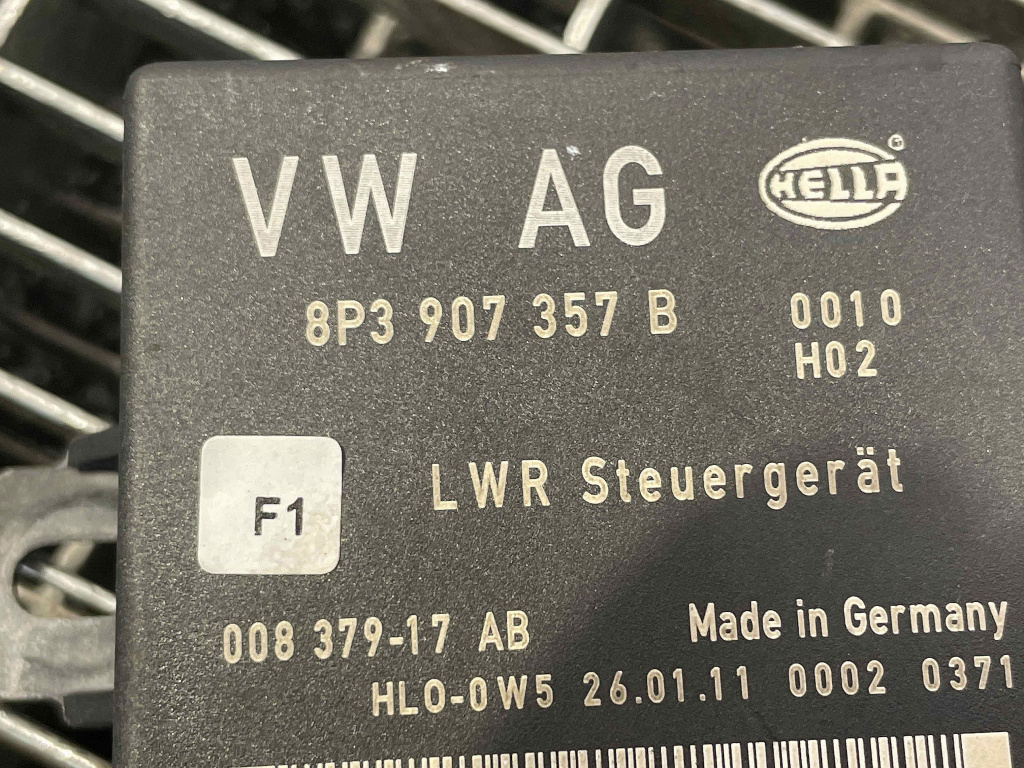 VW AG HELLA ®
8P3 907 357 B 0010
H02
LWR Steuergerät
F1
008 379-17 AB Made in Germany
HLO-0W5 26.01.11 0002 0371